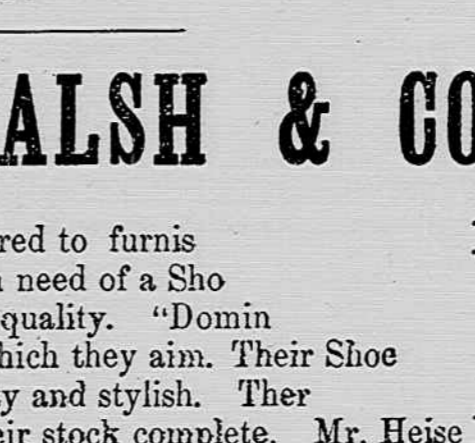 ALSH & CO
red to furnis
need of a Sho
quality. "Domin
hich they aim. Their Shoe
y and stylish. Ther
eir stock complete. Mr. Heise